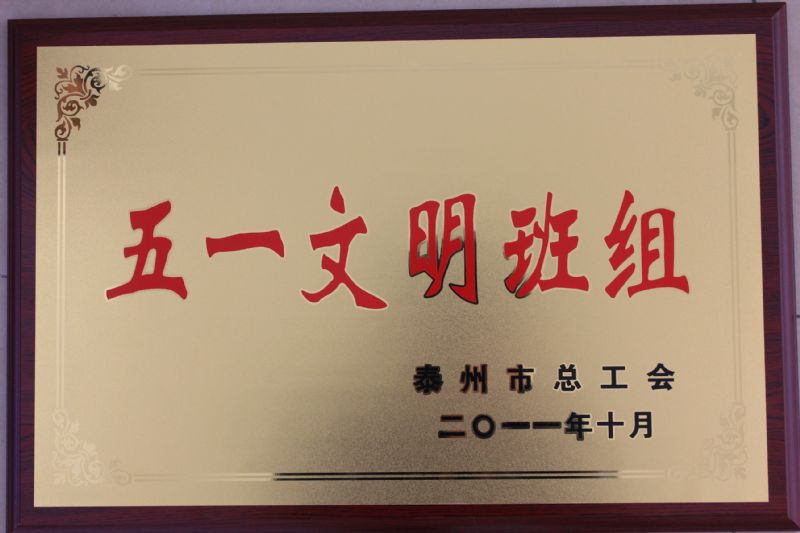 五一文明班组
泰州市总工会
二〇一一年十月